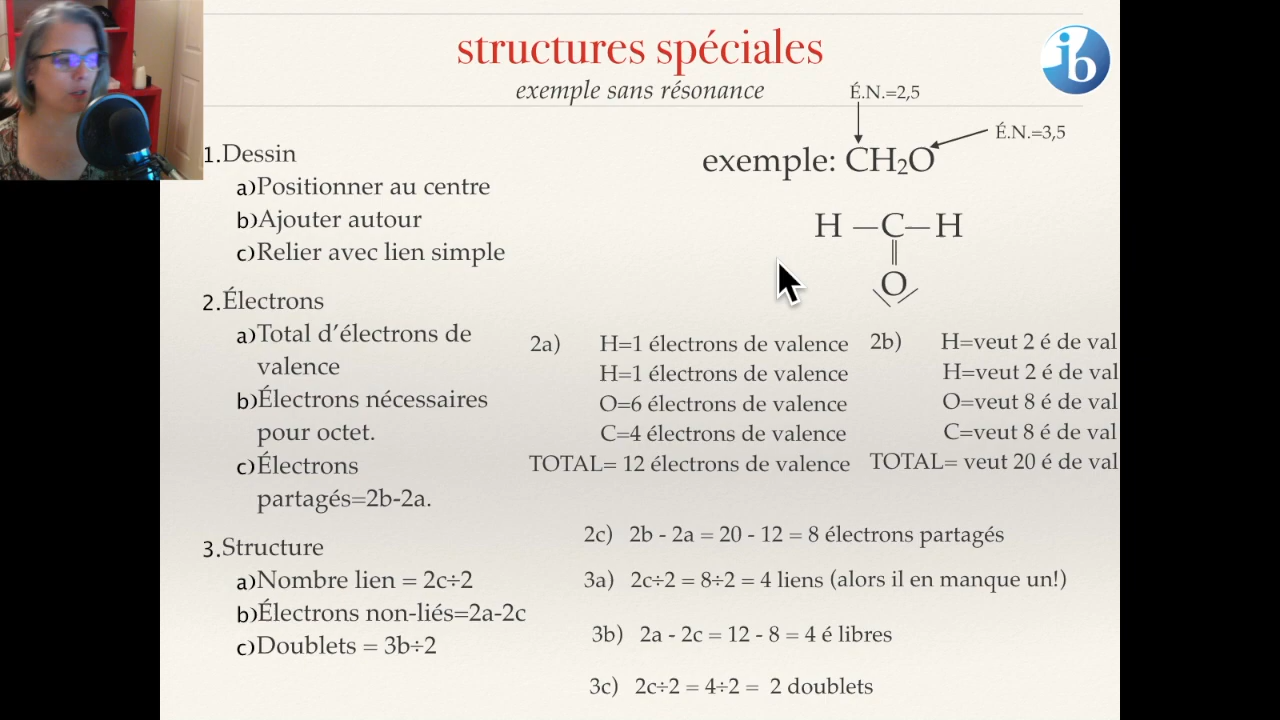 structures spéciales
exemple sans résonance
ib
É.N.=2,5
É.N.=3,5
exemple: CH₂O
H —C—H
O
1.Dessin
a)Positionner au centre
b)Ajouter autour
c)Relier avec lien simple
2.Électrons
a)Total d’électrons de
valence
b)Électrons nécessaires
pour octet.
c)Électrons
partagés=2b-2a.
3.Structure
a)Nombre lien = 2c÷2
b)Électrons non-liés=2a-2c
c)Doublets = 3b÷2
2a) H=1 électrons de valence
H=1 électrons de valence
O=6 électrons de valence
C=4 électrons de valence
TOTAL= 12 électrons de valence
2b) H=veut 2 é de val
H=veut 2 é de val
O=veut 8 é de val
C=veut 8 é de val
TOTAL= veut 20 é de val
2c) 2b - 2a = 20 - 12 = 8 électrons partagés
3a) 2c÷2 = 8÷2 = 4 liens (alors il en manque un!)
3b) 2a - 2c = 12 - 8 = 4 é libres
3c) 2c÷2 = 4÷2 = 2 doublets